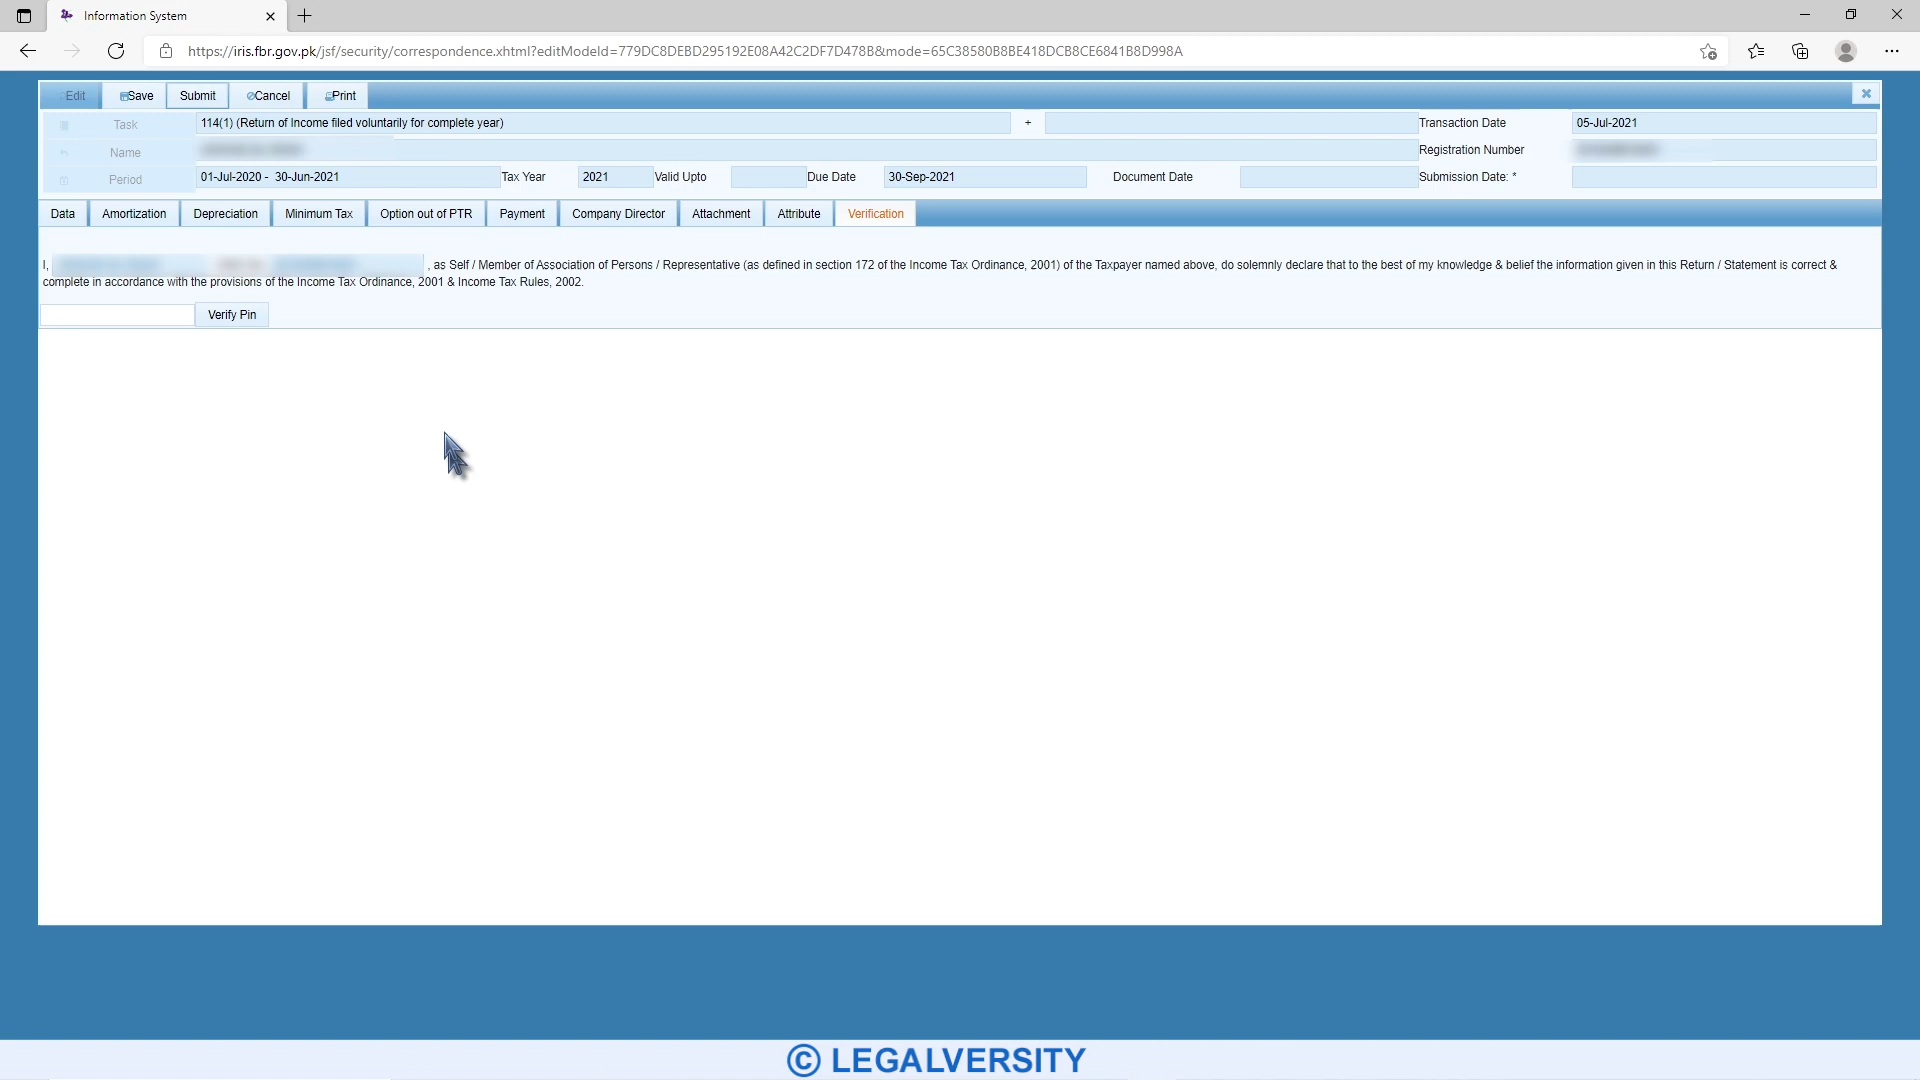 Information System
https://iris.fbr.gov.pk/jsf/security/correspondence.xhtml?editModeId=779DC8DEBD295192E08A42C2DF7D478B&mode=65C38580B8BE418DCB8CE6841B8D998A
Edit Save Submit Cancel Print
Task 114(1) (Return of Income filed voluntarily for complete year) + Transaction Date 05-Jul-2021
Name Registration Number
Period 01-Jul-2020 - 30-Jun-2021 Tax Year 2021 Valid Upto Due Date 30-Sep-2021 Document Date Submission Date: *
Data Amortization Depreciation Minimum Tax Option out of PTR Payment Company Director Attachment Attribute Verification
I, , as Self / Member of Association of Persons / Representative (as defined in section 172 of the Income Tax Ordinance, 2001) of the Taxpayer named above, do solemnly declare that to the best of my knowledge & belief the information given in this Return / Statement is correct &
complete in accordance with the provisions of the Income Tax Ordinance, 2001 & Income Tax Rules, 2002.
Verify Pin
© LEGALVERSITY